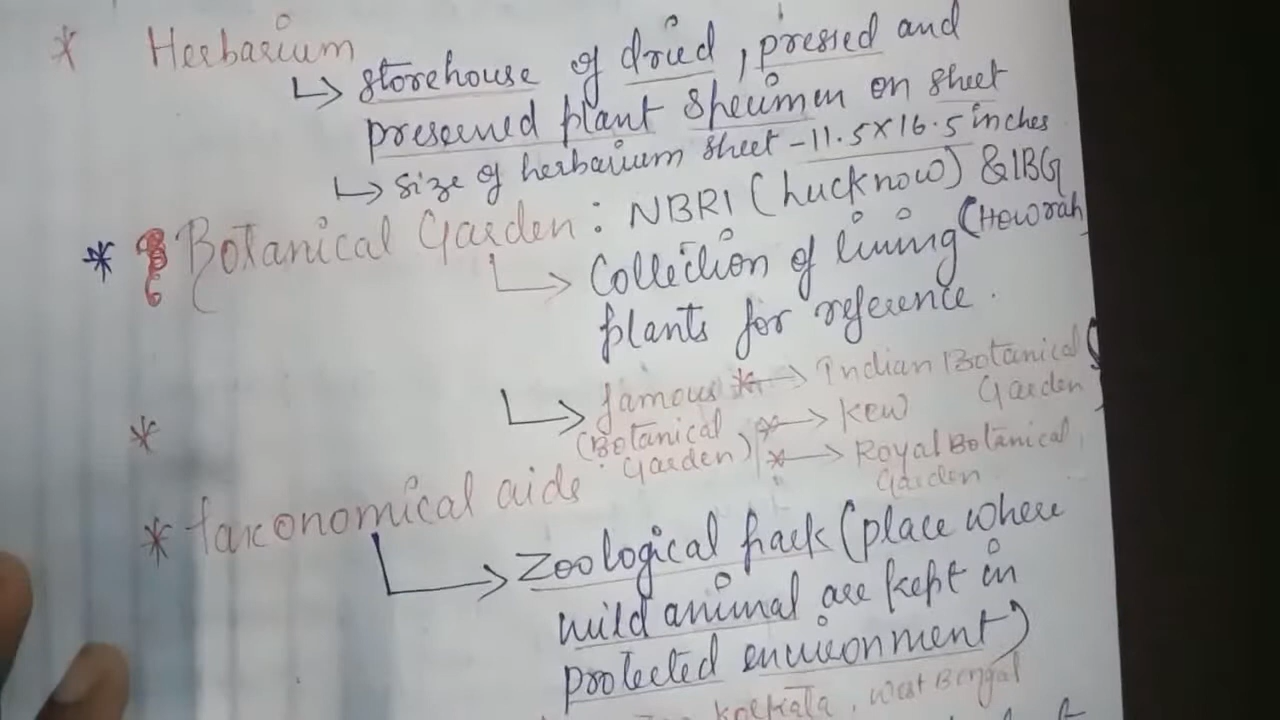 * Herbarium
↳ storehouse of dried, pressed and
preserved plant specimen on sheet
↳ size of herbarium sheet - 11.5 x 16.5 inches
* Botanical Garden : NBRI (Lucknow) & IBG
(Howrah
↳ Collection of living
plants for reference.
↳ famous * → Indian Botanical
Garden
(Botanical * → Kew
Garden) * → Royal Botanical
Garden
*
* taxonomical aids
↳ Zoological park (place where
wild animal are kept in
protected environment)
Kolkata, West Bengal